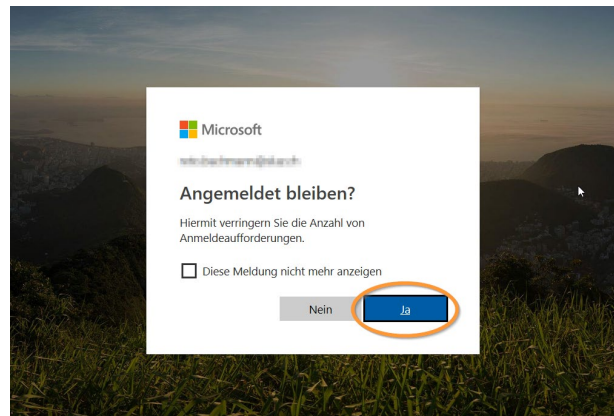 Microsoft
Angemeldet bleiben?
Hiermit verringern Sie die Anzahl von
Anmeldeaufforderungen.
Diese Meldung nicht mehr anzeigen
Nein
Ja